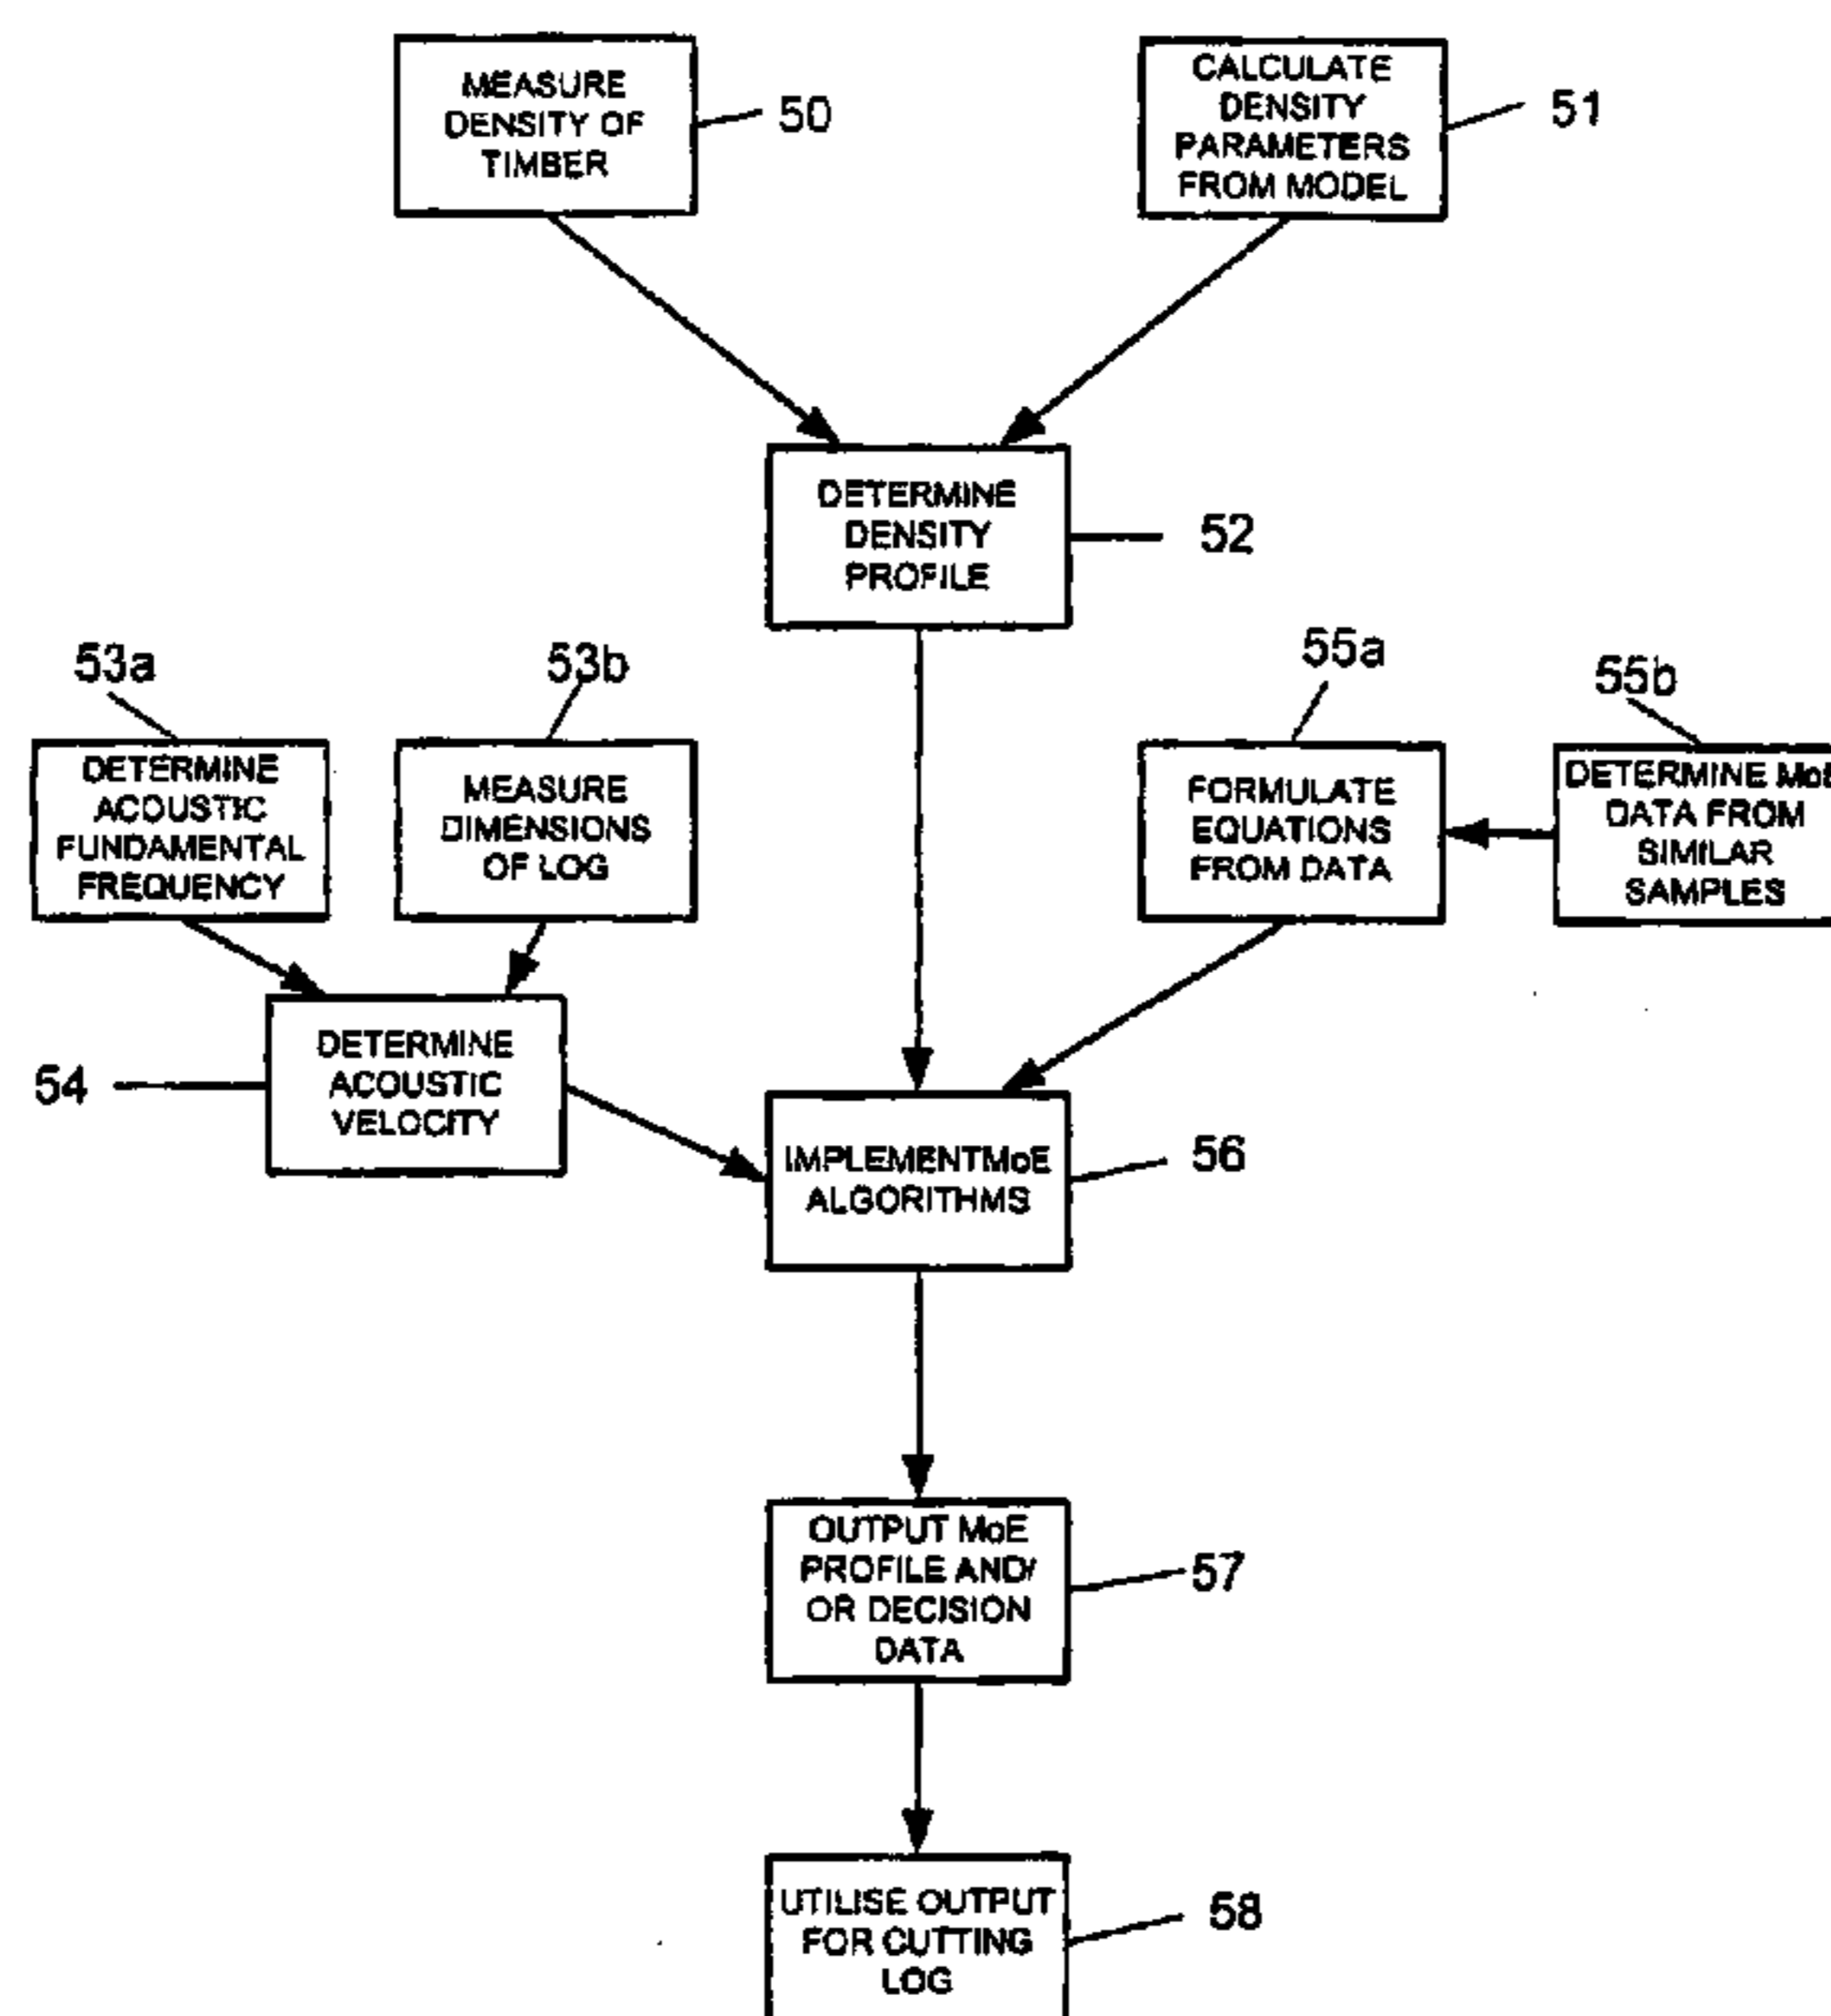 MEASURE
DENSITY OF
TIMBER
50
CALCULATE
DENSITY
PARAMETERS
FROM MODEL
51
DETERMINE
DENSITY
PROFILE
52
53a
53b
55a
55b
DETERMINE
ACOUSTIC
FUNDAMENTAL
FREQUENCY
MEASURE
DIMENSIONS
OF LOG
FORMULATE
EQUATIONS
FROM DATA
DETERMINE MoE
DATA FROM
SIMILAR
SAMPLES
54
DETERMINE
ACOUSTIC
VELOCITY
IMPLEMENTMoE
ALGORITHMS
56
OUTPUT MoE
PROFILE AND/
OR DECISION
DATA
57
UTILISE OUTPUT
FOR CUTTING
LOG
58